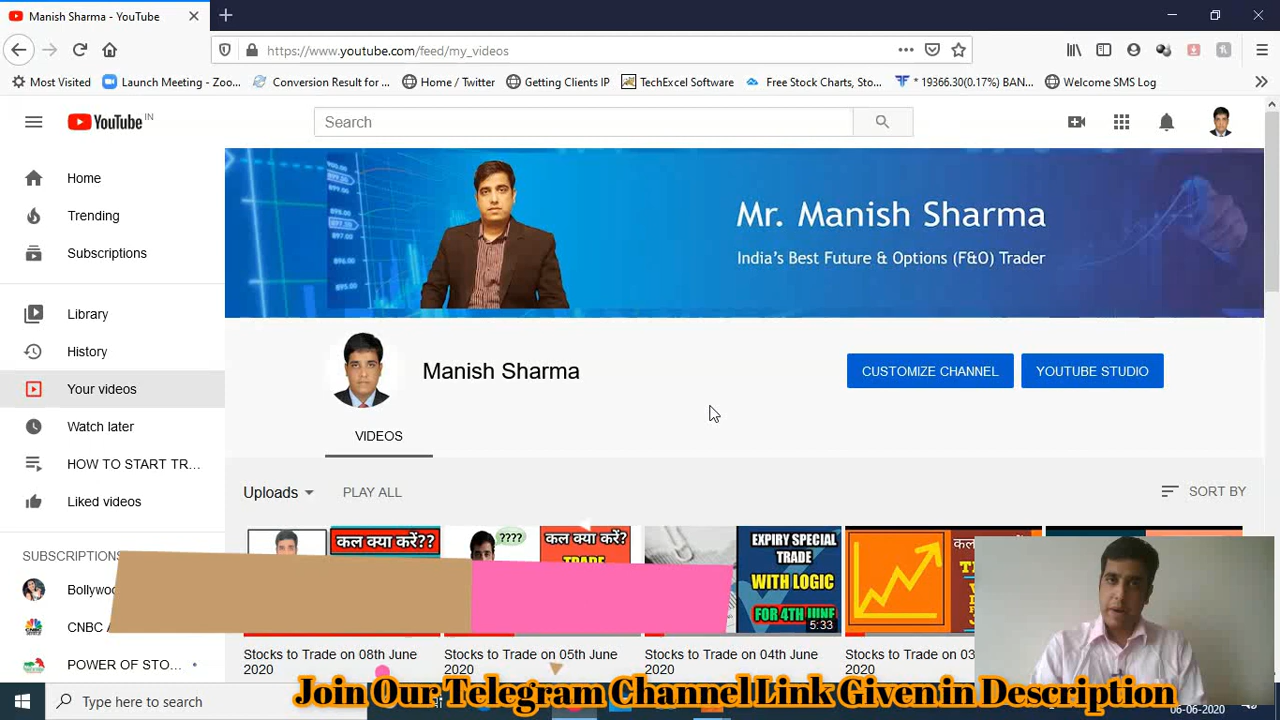 Manish Sharma - YouTube
https://www.youtube.com/feed/my_videos
Most Visited
Launch Meeting - Zoo...
Conversion Result for ...
Home / Twitter
Getting Clients IP
TechExcel Software
Free Stock Charts, Sto...
* 19366.30(0.17%) BAN...
Welcome SMS Log
YouTube IN
Search
Home
Trending
Subscriptions
Library
History
Your videos
Watch later
HOW TO START TR...
Liked videos
SUBSCRIPTIONS
Bollywoo
CNBC
POWER OF STO...
Mr. Manish Sharma
India's Best Future & Options (F&O) Trader
Manish Sharma
CUSTOMIZE CHANNEL
YOUTUBE STUDIO
VIDEOS
Uploads
PLAY ALL
SORT BY
कल क्या करें??
????
कल क्या करें?
TRADE
EXPIRY SPECIAL
TRADE
WITH LOGIC
FOR 4TH JUNE
5:33
Stocks to Trade on 08th June
2020
Stocks to Trade on 05th June
2020
Stocks to Trade on 04th June
2020
Stocks to Trade on 03
2020
Type here to search
06-06-2020
Join Our Telegram Channel Link Given in Description